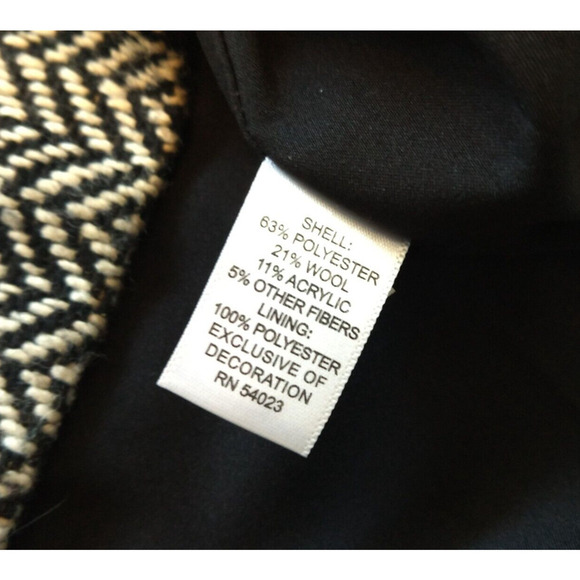 SHELL:
63% POLYESTER
21% WOOL
11% ACRYLIC
5% OTHER FIBERS
LINING:
100% POLYESTER
EXCLUSIVE OF
DECORATION
RN 54023